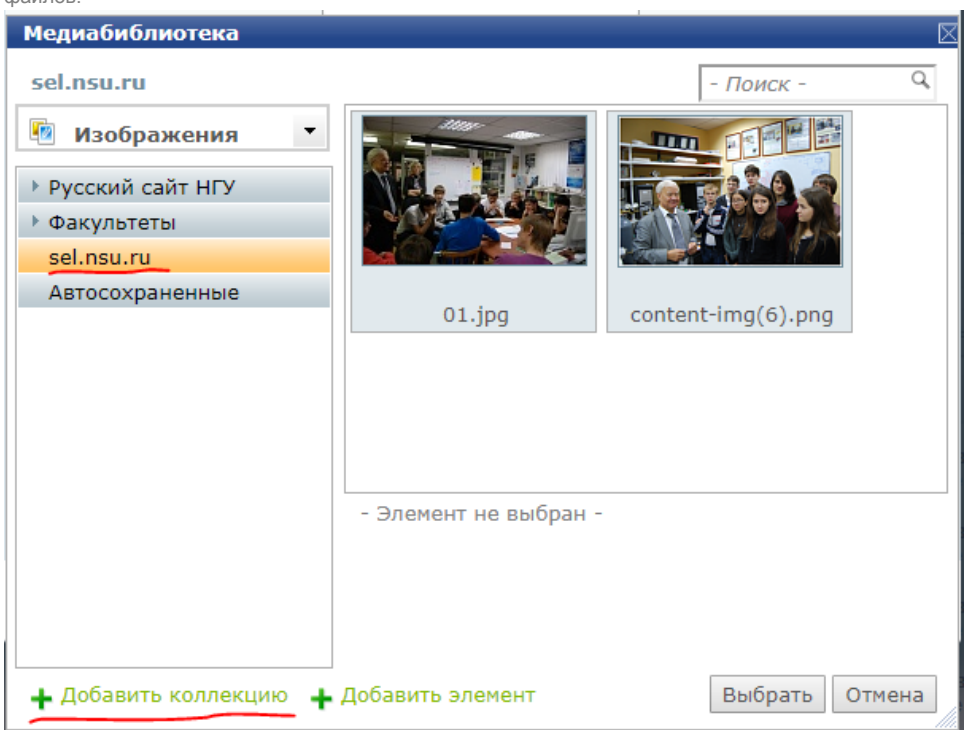 файлов.
Медиабиблиотека
sel.nsu.ru
- Поиск -
Изображения
Русский сайт НГУ
Факультеты
sel.nsu.ru
Автосохраненные
01.jpg
content-img(6).png
- Элемент не выбран -
Добавить коллекцию
Добавить элемент
Выбрать
Отмена